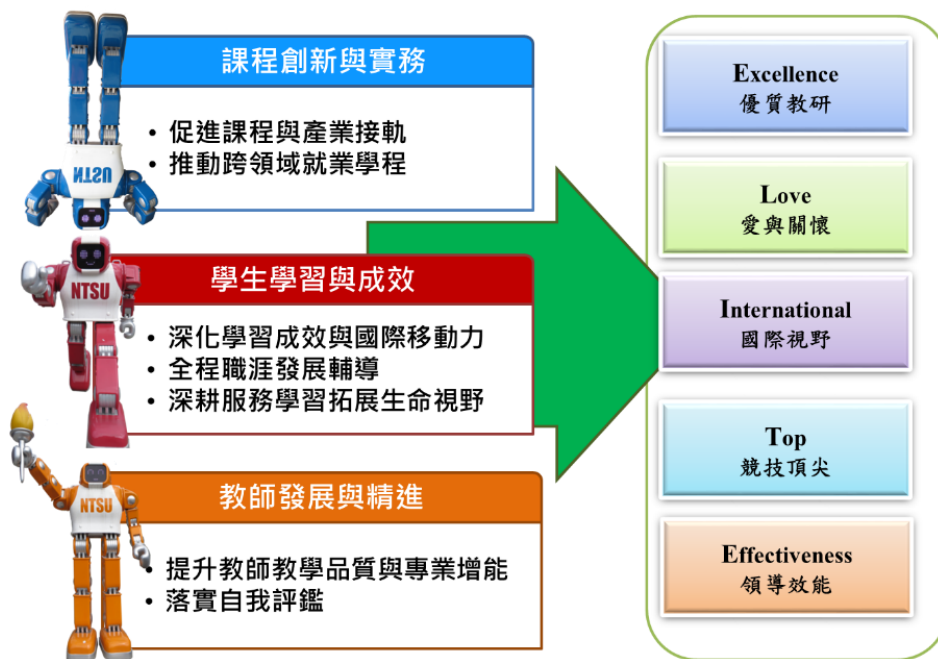 課程創新與實務
• 促進課程與產業接軌
• 推動跨領域就業學程
NTSU
學生學習與成效
NTSU
• 深化學習成效與國際移動力
• 全程職涯發展輔導
• 深耕服務學習拓展生命視野
教師發展與精進
NTSU
• 提升教師教學品質與專業增能
• 落實自我評鑑
Excellence
優質教研
Love
愛與關懷
International
國際視野
Top
競技頂尖
Effectiveness
領導效能